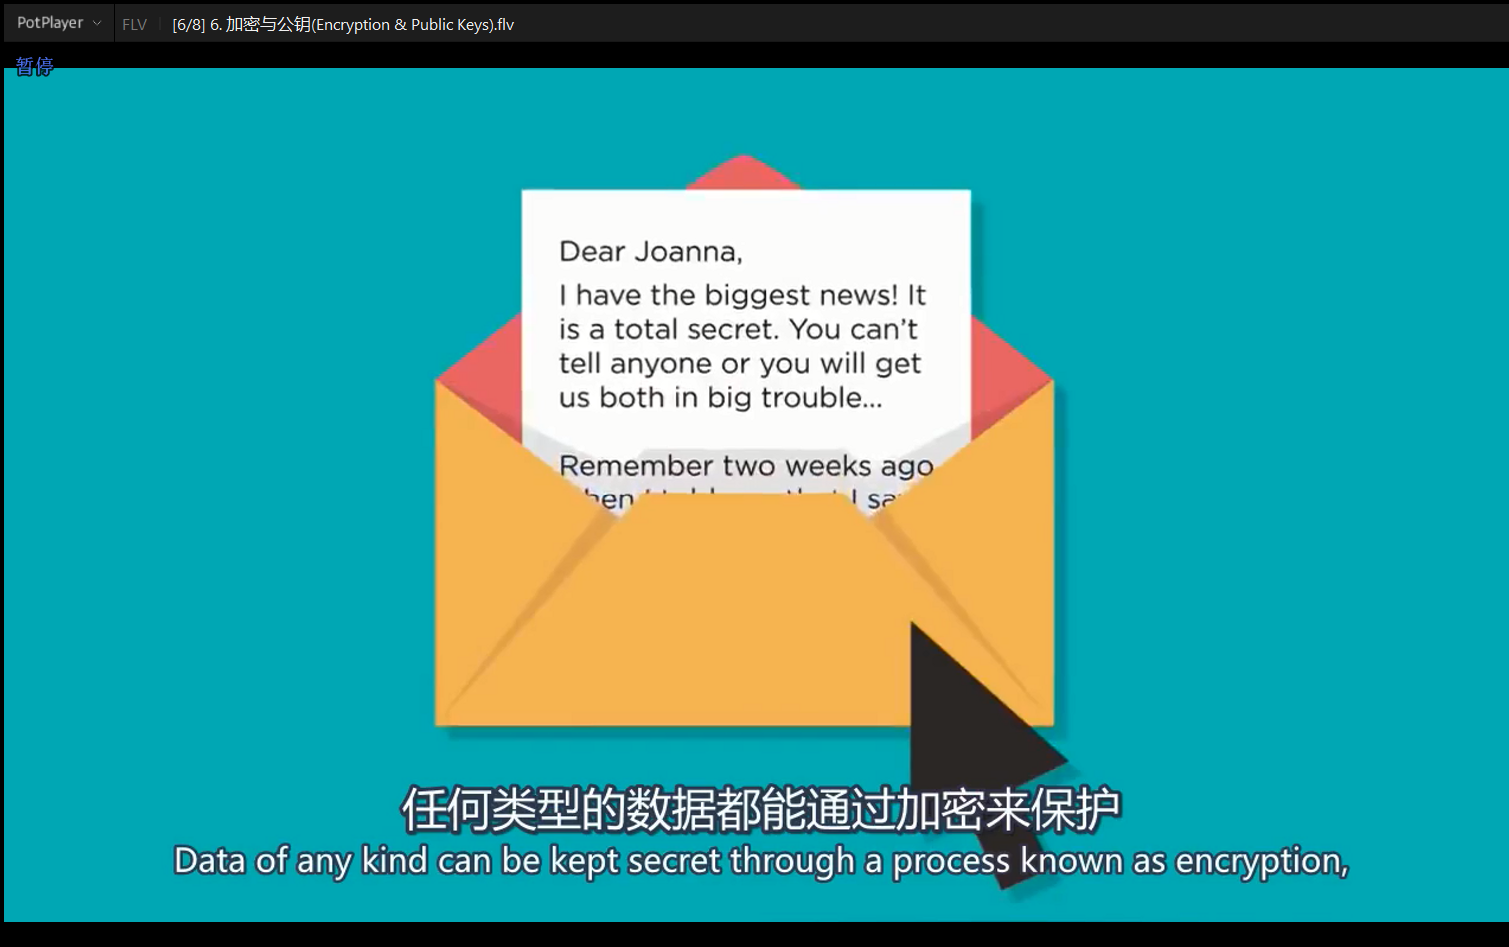 PotPlayer FLV [6/8] 6. 加密与公钥(Encryption & Public Keys).flv
暂停
Dear Joanna,
I have the biggest news! It
is a total secret. You can’t
tell anyone or you will get
us both in big trouble...
Remember two weeks ago
I
任何类型的数据都能通过加密来保护
Data of any kind can be kept secret through a process known as encryption,